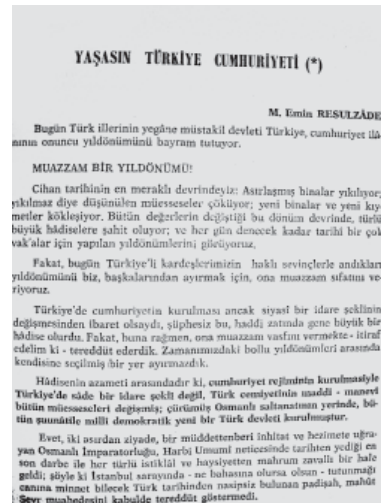 YAŞASIN TÜRKİYE CUMHURİYETİ (*)
M. Emin RESULZÂDE
Bugün Türk illerinin yegâne müstakil devleti Türkiye, cumhuriyet ilâ-
nının onuncu yıldönümünü bayram tutuyor.
MUAZZAM BİR YILDÖNÜMÜ!
Cihan tarihinin en meraklı devrindeyiz: Asırlaşmış binalar yıkılıyor;
yıkılmaz diye düşünülen müesseseler çöküyor; yeni binalar ve yeni kıy-
metler kökleşiyor. Bütün değerlerin değiştiği bu dönüm devrinde, türlü
büyük hâdiselere şahit oluyor; ve her gün denecek kadar tarihî bir çok
vak'alar için yapılan yıldönümlerini görüyoruz.
Fakat, bugün Türkiye'li kardeşlerimizin haklı sevinçlerle andıkları
yıldönümünü biz, başkalarından ayırmak için, ona muazzam sıfatını ve-
riyoruz.
Türkiye'de cumhuriyetin kurulması ancak siyasî bir idare şeklinin
değişmesinden ibaret olsaydı, şüphesiz bu, haddi zatında gene büyük bir
hâdise olurdu. Fakat, buna rağmen, ona muazzam vasfını vermekte - itiraf
edelim ki - tereddüt ederdik. Zamanımızdaki bollu yıldönümleri arasında
kendisine seçilmiş bir yer ayırmazdık.
Hâdisenin azameti arasındadır ki, cumhuriyet rejiminin kurulmasiyle
Türkiye'de sâde bir idare şekli değil, Türk cemiyetinin maddî - manevî
bütün müesseseleri değişmiş; çürümüş Osmanlı saltanatının yerinde, bü-
tün şuunâtile millî demokratik yeni bir Türk devleti kurulmuştur.
Evet, iki asırdan ziyade, bir müddettenberi inhitat ve hezimete uğra-
yan Osmanlı İmparatorluğu, Harbi Umumî neticesinde tarihten yediği en
son darbe ile her türlü istiklâl ve haysiyetten mahrum zavallı bir hale
geldi; şöyle ki İstanbul sarayında - ne bahasına olursa olsun - tutunmağı
canına minnet bilecek Türk tarihinden nasipsiz bulunan padişah, mahût
Sevr muahedesini kabulde tereddüt göstermedi.